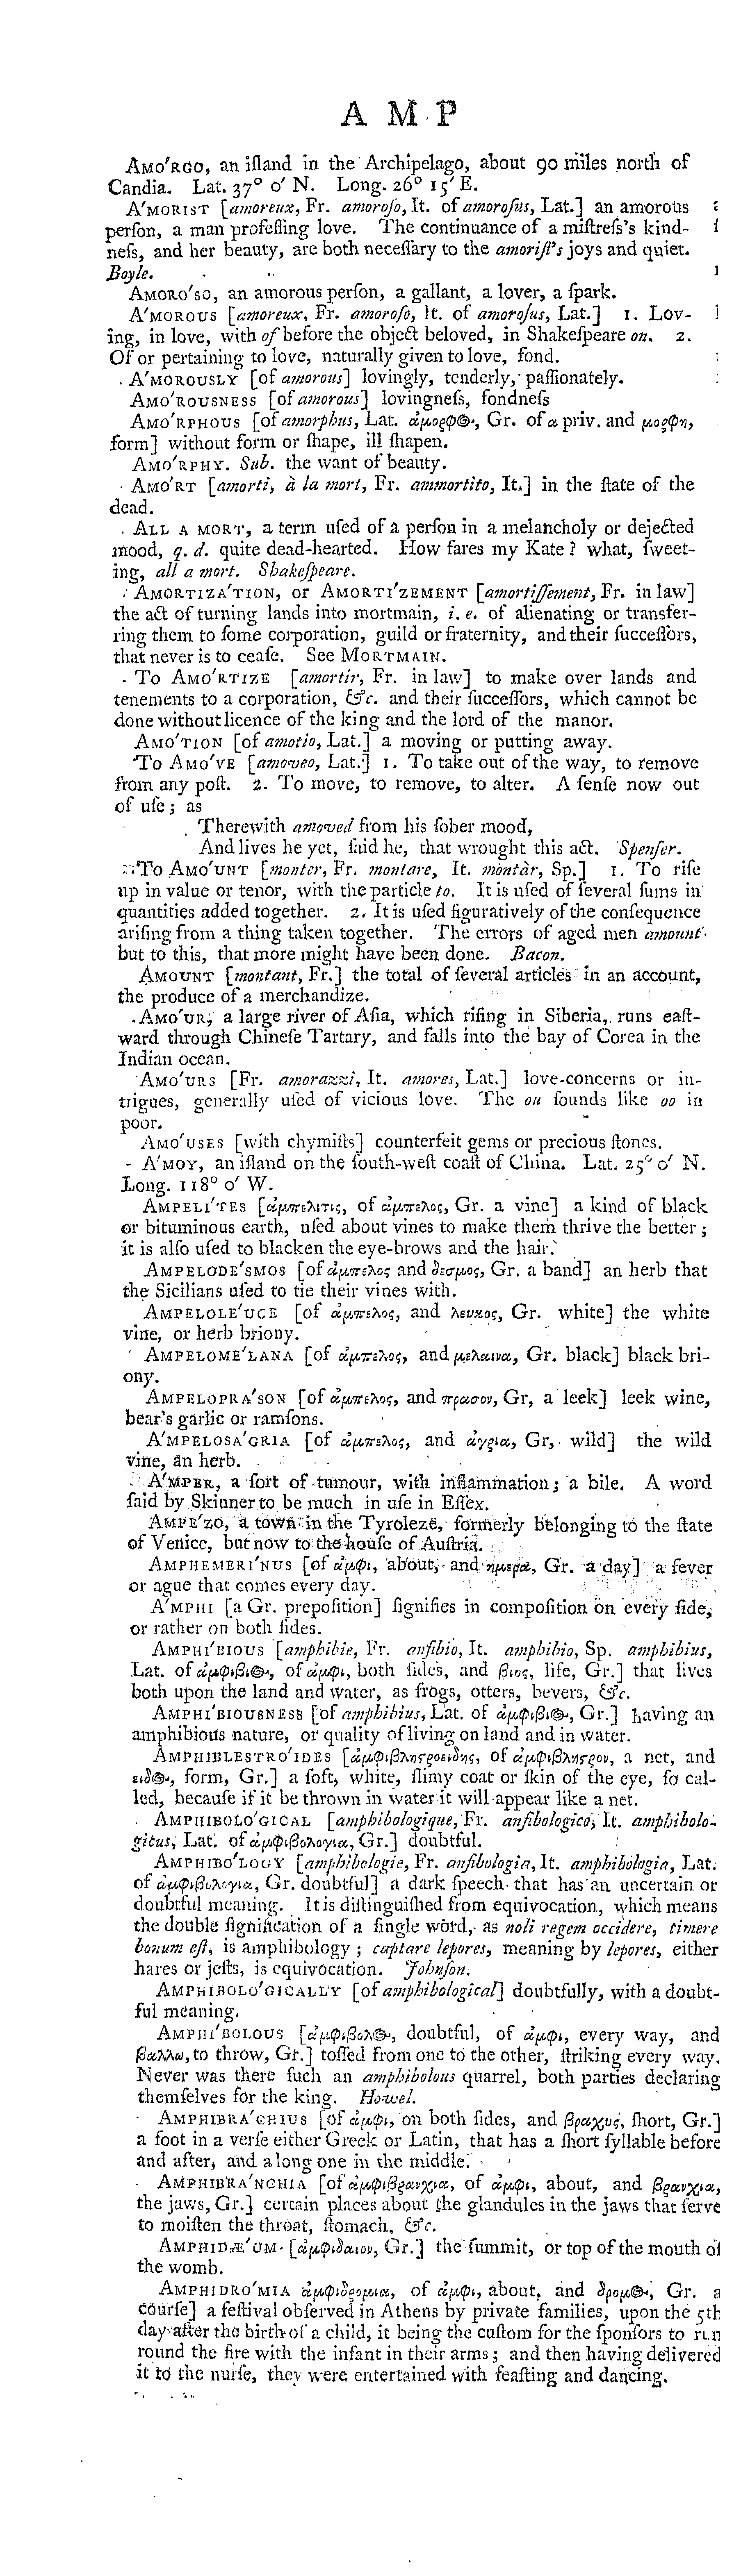 A M P
AMO'RGO, an iſland in the Archipelago, about 90 miles north of
Candia. Lat. 37° 0' N. Long. 26° 15' E.
A'MORIST [amoreux, Fr. amoroſo, It. of amoroſus, Lat.] an amorous
perſon, a man profeſſing love. The continuance of a miſtreſs's kind-
neſs, and her beauty, are both neceſſary to the amoriſt's joys and quiet.
Boyle.
AMORO'SO, an amorous perſon, a gallant, a lover, a ſpark.
A'MOROUS [amoreux, Fr. amoroſo, It. of amoroſus, Lat.] 1. Lov-
ing, in love, with of before the object beloved, in Shakeſpeare on. 2.
Of or pertaining to love, naturally given to love, fond.
A'MOROUSLY [of amorous] lovingly, tenderly, paſſionately.
AMO'ROUSNESS [of amorous] lovingneſs, fondneſs
AMO'RPHOUS [of amorphus, Lat. ἀμορφος, Gr. of α priv. and μορφη,
form] without form or ſhape, ill ſhapen.
AMO'RPHY. Sub. the want of beauty.
AMO'RT [amorti, à la mort, Fr. ammortito, It.] in the ſtate of the
dead.
ALL A MORT, a term uſed of a perſon in a melancholy or dejected
mood, q. d. quite dead-hearted. How fares my Kate? what, ſweet-
ing, all a mort. Shakeſpeare.
AMORTIZA'TION, or AMORTI'ZEMENT [amortiſſement, Fr. in law]
the act of turning lands into mortmain, i. e. of alienating or transfer-
ring them to ſome corporation, guild or fraternity, and their ſucceſſors,
that never is to ceaſe. See MORTMAIN.
To AMO'RTIZE [amortir, Fr. in law] to make over lands and
tenements to a corporation, &c. and their ſucceſſors, which cannot be
done without licence of the king and the lord of the manor.
AMO'TION [of amotio, Lat.] a moving or putting away.
To AMO'VE [amoveo, Lat.] 1. To take out of the way, to remove
from any poſt. 2. To move, to remove, to alter. A ſenſe now out
of uſe; as
Therewith amoved from his ſober mood,
And lives he yet, ſaid he, that wrought this act. Spenſer.
To AMO'UNT [monter, Fr. montare, It. montàr, Sp.] 1. To riſe
up in value or tenor, with the particle to. It is uſed of ſeveral ſums in
quantities added together. 2. It is uſed figuratively of the conſequence
ariſing from a thing taken together. The errors of aged men amount
but to this, that more might have been done. Bacon.
AMOUNT [montant, Fr.] the total of ſeveral articles in an account,
the produce of a merchandize.
AMO'UR, a large river of Aſia, which riſing in Siberia, runs eaſt-
ward through Chineſe Tartary, and falls into the bay of Corea in the
Indian ocean.
AMO'URS [Fr. amorazzi, It. amores, Lat.] love-concerns or in-
trigues, generally uſed of vicious love. The ou ſounds like oo in
poor.
AMO'USES [with chymiſts] counterfeit gems or precious ſtones.
A'MOY, an iſland on the ſouth-weſt coaſt of China. Lat. 25° 0' N.
Long. 118° 0' W.
AMPELI'TES [ἀμπελιτις, of ἀμπελος, Gr. a vine] a kind of black
or bituminous earth, uſed about vines to make them thrive the better;
it is alſo uſed to blacken the eye-brows and the hair.
AMPELODE'SMOS [of ἀμπελος and δεσμος, Gr. a band] an herb that
the Sicilians uſed to tie their vines with.
AMPELOLE'UCE [of ἀμπελος, and λευκος, Gr. white] the white
vine, or herb briony.
AMPELOME'LANA [of ἀμπελος, and μελαινα, Gr. black] black bri-
ony.
AMPELOPRA'SON [of ἀμπελος, and πρασον, Gr, a leek] leek wine,
bear's garlic or ramſons.
A'MPELOSA'GRIA [of ἀμπελος, and ἀγρια, Gr, wild] the wild
vine, an herb.
A'MPER, a ſort of tumour, with inflammation; a bile. A word
ſaid by Skinner to be much in uſe in Eſſex.
AMPE'ZO, a town in the Tyroleze, formerly belonging to the ſtate
of Venice, but now to the houſe of Auſtria.
AMPHEMERI'NUS [of ἀμφι, about, and ημερα, Gr. a day] a fever
or ague that comes every day.
A'MPHI [a Gr. prepoſition] ſignifies in compoſition on every ſide,
or rather on both ſides.
AMPHI'BIOUS [amphibie, Fr. anfibio, It. amphibio, Sp. amphibius,
Lat. of ἀμφιβιος, of ἀμφι, both ſides, and βιος, life, Gr.] that lives
both upon the land and water, as frogs, otters, bevers, &c.
AMPHI'BIOUSNESS [of amphibius, Lat. of ἀμφιβιος, Gr.] having an
amphibious nature, or quality of living on land and in water.
AMPHIBLESTRO'IDES [ἀμφιβληστροειδης, of ἀμφιβληστρον, a net, and
ειδος, form, Gr.] a ſoft, white, ſlimy coat or ſkin of the eye, ſo cal-
led, becauſe if it be thrown in water it will appear like a net.
AMPHIBOLO'GICAL [amphibologique, Fr. anfibologico, It. amphibolo-
gicus, Lat. of ἀμφιβολογια, Gr.] doubtful.
AMPHIBO'LOGY [amphibologie, Fr. anfibologia, It. amphibologia, Lat.
of ἀμφιβολογια, Gr. doubtful] a dark ſpeech that has an uncertain or
doubtful meaning. It is diſtinguiſhed from equivocation, which means
the double ſignification of a ſingle word, as noli regem occidere, timere
bonum eſt, is amphibology; captare lepores, meaning by lepores, either
hares or jeſts, is equivocation. Johnſon.
AMPHIBOLO'GICALLY [of amphibological] doubtfully, with a doubt-
ful meaning.
AMPHI'BOLOUS [ἀμφιβολος, doubtful, of ἀμφι, every way, and
βαλλω, to throw, Gr.] toſſed from one to the other, ſtriking every way.
Never was there ſuch an amphibolous quarrel, both parties declaring
themſelves for the king. Howel.
AMPHIBRA'CHIUS [of ἀμφι, on both ſides, and βραχυς, ſhort, Gr.]
a foot in a verſe either Greek or Latin, that has a ſhort ſyllable before
and after, and a long one in the middle.
AMPHIBRA'NCHIA [of ἀμφιβρανχια, of ἀμφι, about, and βρανχια,
the jaws, Gr.] certain places about the glandules in the jaws that ſerve
to moiſten the throat, ſtomach, &c.
AMPHIDÆ'UM [ἀμφιδαιον, Gr.] the ſummit, or top of the mouth of
the womb.
AMPHIDRO'MIA ἀμφιδρομια, of ἀμφι, about, and δρομος, Gr. a
courſe] a feſtival obſerved in Athens by private families, upon the 5th
day after the birth of a child, it being the cuſtom for the ſponſors to run
round the fire with the infant in their arms; and then having delivered
it to the nurſe, they were entertained with feaſting and dancing.